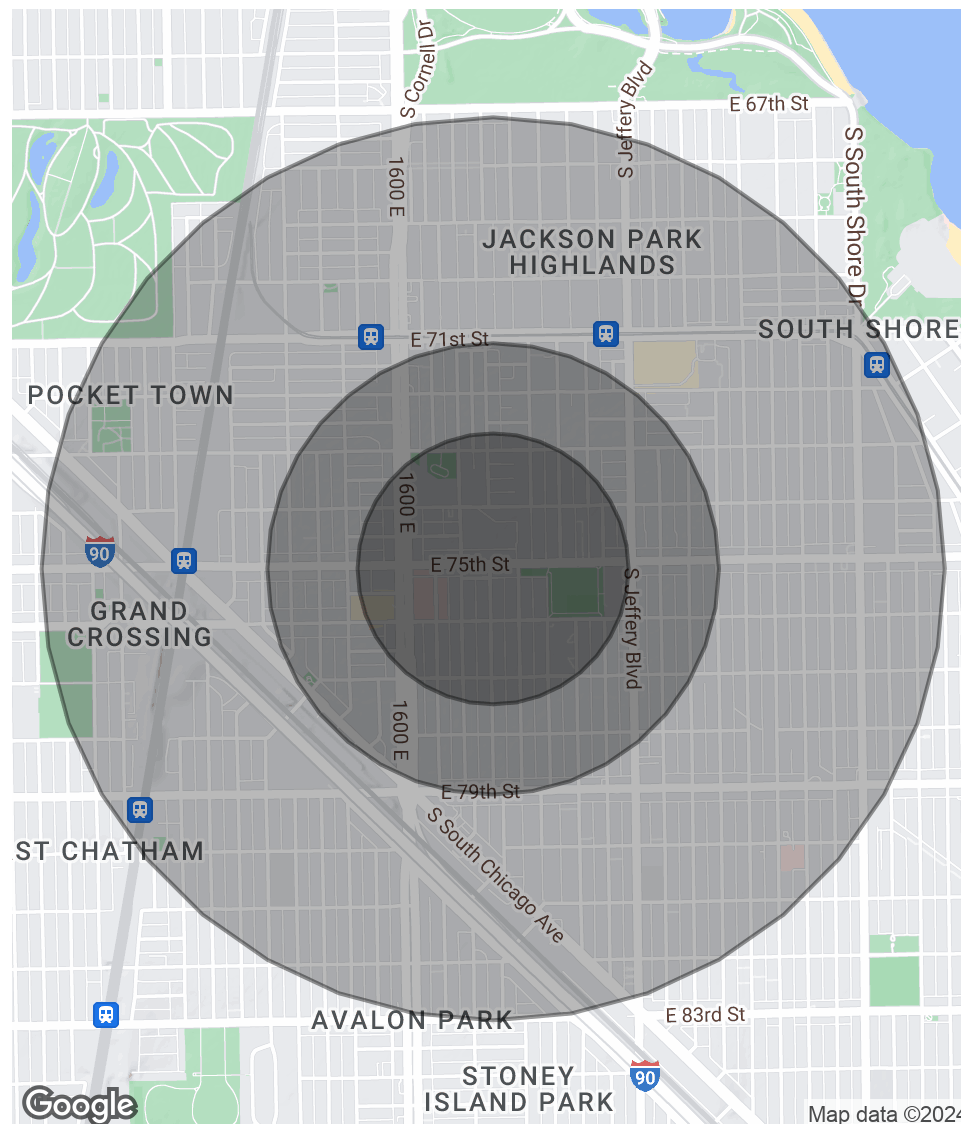 S Cornell Dr
S Jeffery Blvd
E 67th St
1600 E
S South Shore Dr
JACKSON PARK
HIGHLANDS
E 71st St
SOUTH SHORE
POCKET TOWN
1600 E
90
E 75th St
S Jeffery Blvd
GRAND
CROSSING
1600 E
E 79th St
S South Chicago Ave
ST CHATHAM
E 83rd St
AVALON PARK
STONEY
ISLAND PARK
90
Google
Map data ©2024